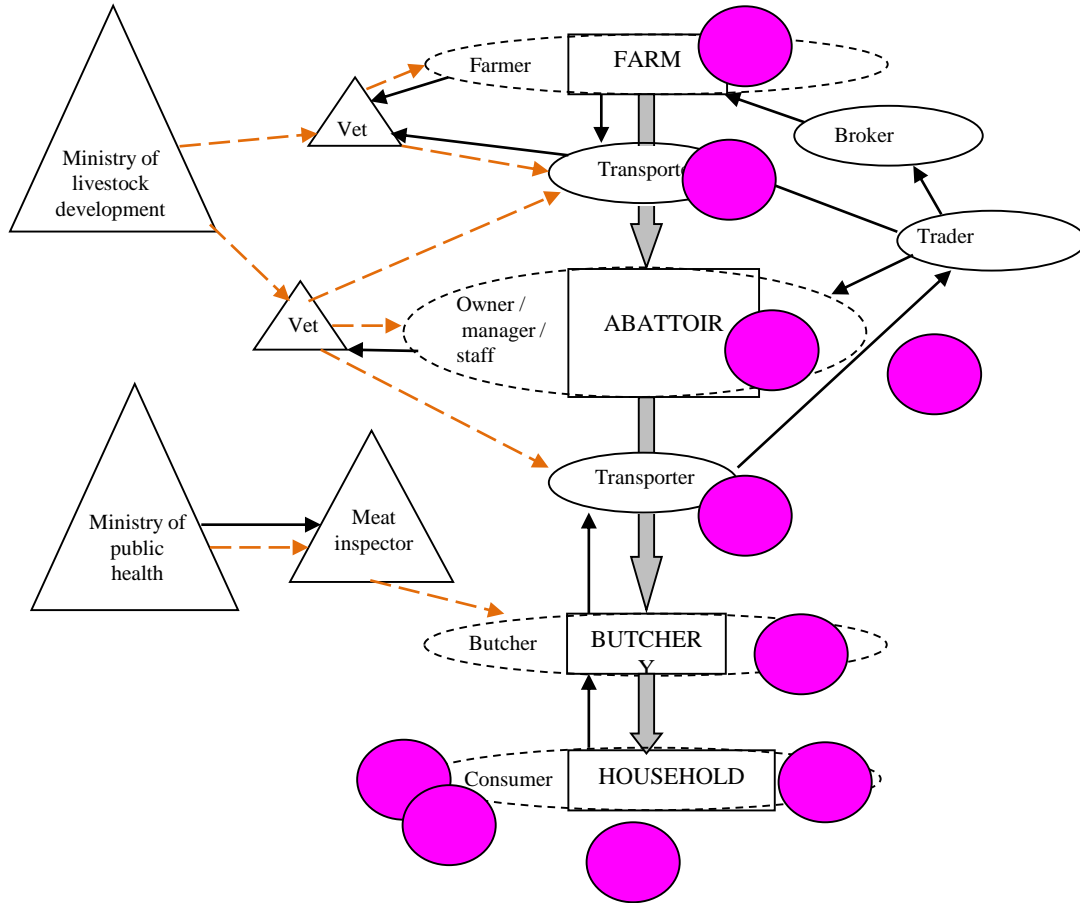 Farmer
FARM
Vet
Broker
Ministry of
livestock
development
Transporte
Trader
Owner /
manager /
staff
ABATTOIR
Vet
Transporter
Ministry of
public
health
Meat
inspector
Butcher
BUTCHER
Y
Consumer
HOUSEHOLD